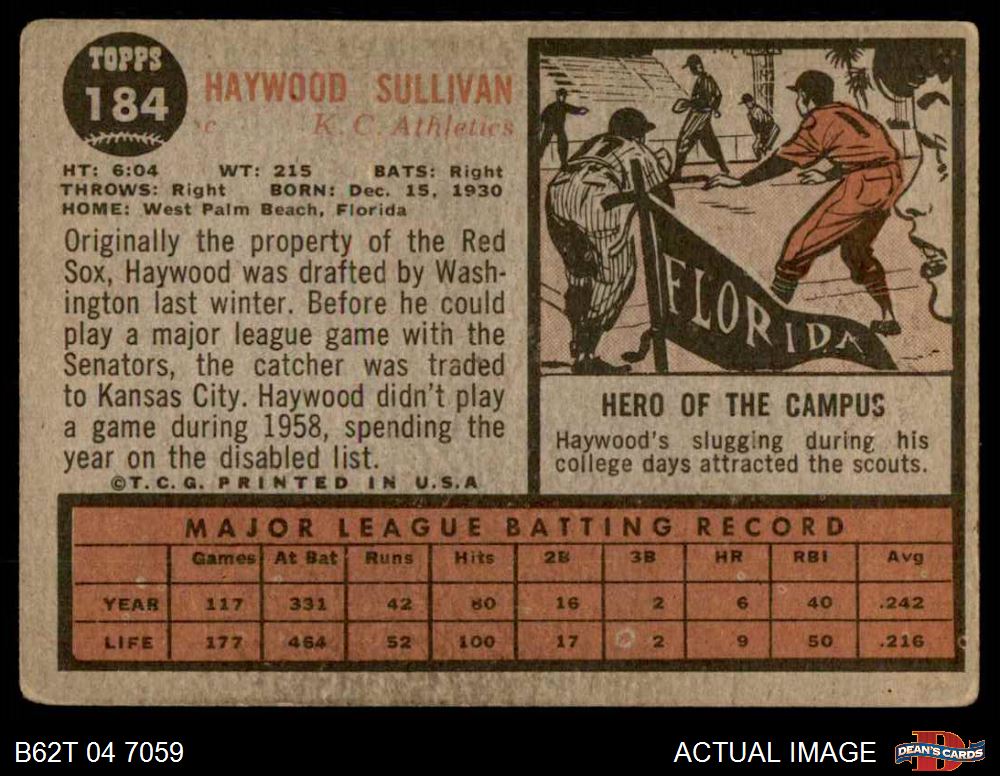 TOPPS
184
HAYWOOD SULLIVAN
c K. C. Athletics
HT: 6:04 WT: 215 BATS: Right
THROWS: Right BORN: Dec. 15, 1930
HOME: West Palm Beach, Florida
Originally the property of the Red
Sox, Haywood was drafted by Wash-
ington last winter. Before he could
play a major league game with the
Senators, the catcher was traded
to Kansas City. Haywood didn't play
a game during 1958, spending the
year on the disabled list.
©T. C. G. PRINTED IN U.S.A
FLORIDA
HERO OF THE CAMPUS
Haywood's slugging during his
college days attracted the scouts.
MAJOR LEAGUE BATTING RECORD
Games At Bat Runs Hits 2B 3B HR RBI Avg
YEAR 117 331 42 80 16 2 6 40 .242
LIFE 177 464 52 100 17 2 9 50 .216
B62T 04 7059
ACTUAL IMAGE
DEAN'S CARDS